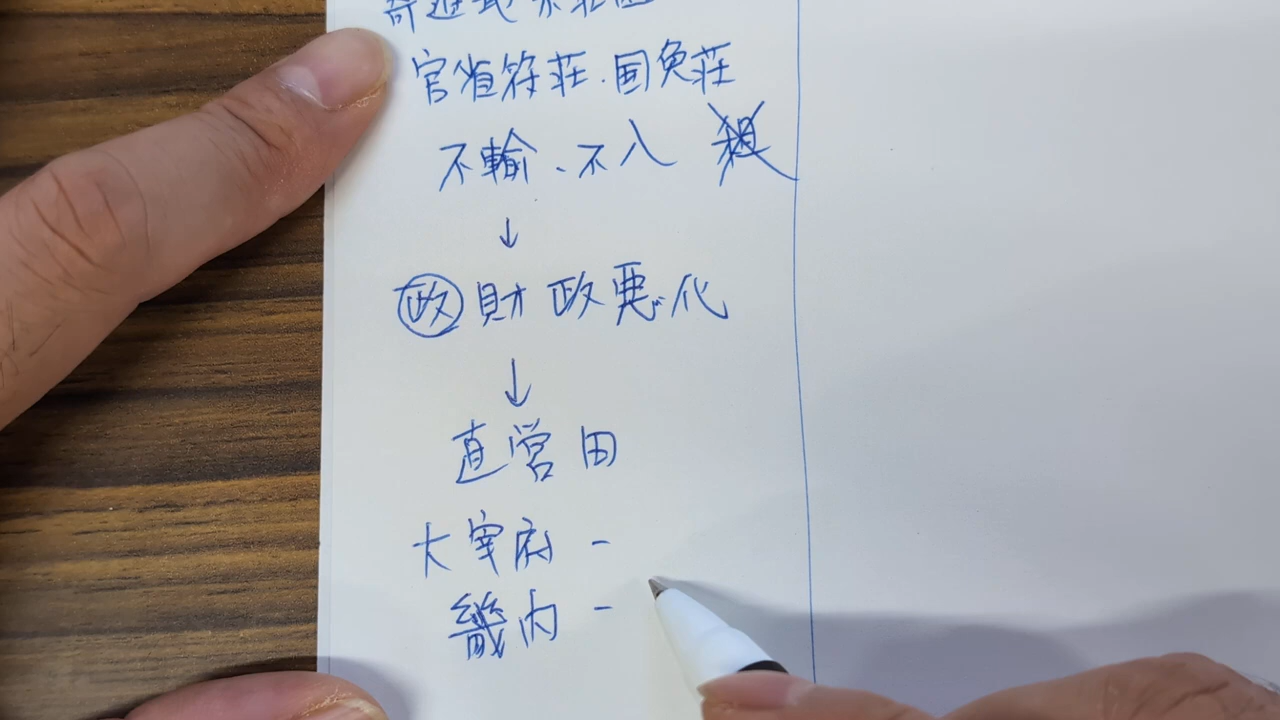 官省符荘.国免荘
不輸、不入 租
↓
政 財政悪化
↓
直営田
大宰府 -
畿内 -